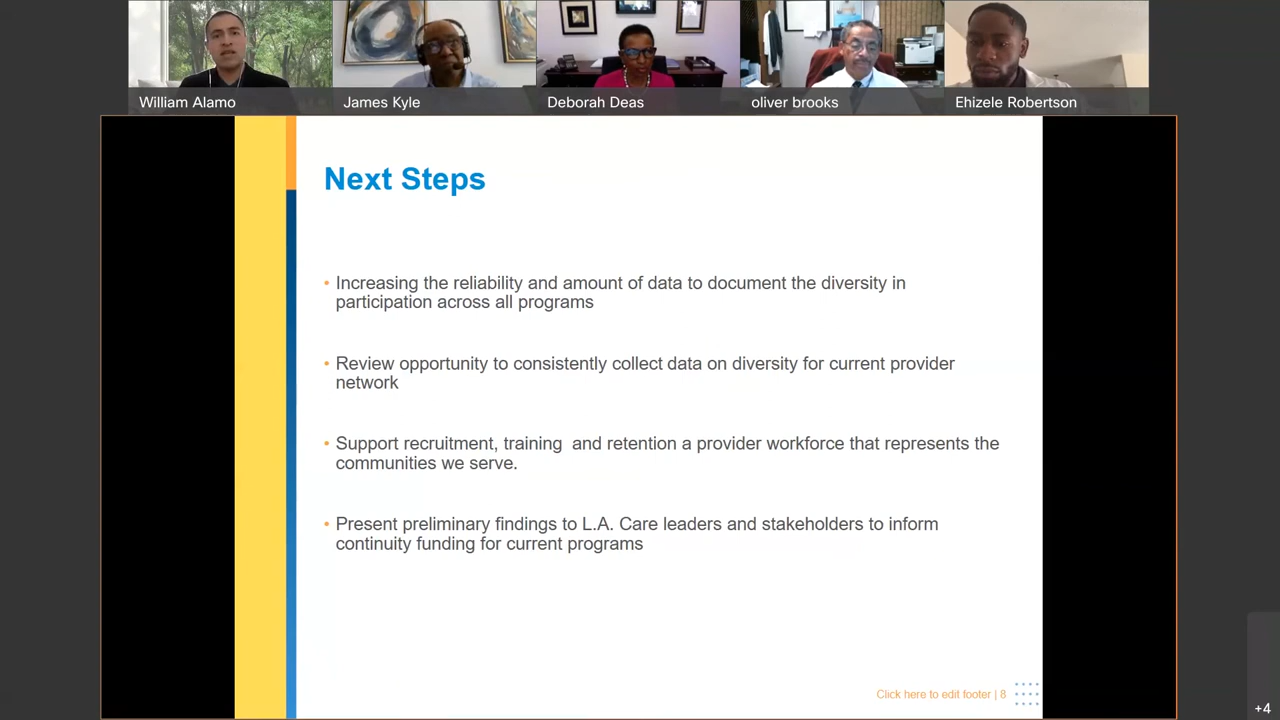 William Alamo
James Kyle
Deborah Deas
oliver brooks
Ehizele Robertson
Next Steps
• Increasing the reliability and amount of data to document the diversity in
participation across all programs
• Review opportunity to consistently collect data on diversity for current provider
network
• Support recruitment, training  and retention a provider workforce that represents the
communities we serve.
• Present preliminary findings to L.A. Care leaders and stakeholders to inform
continuity funding for current programs
Click here to edit footer | 8
+4